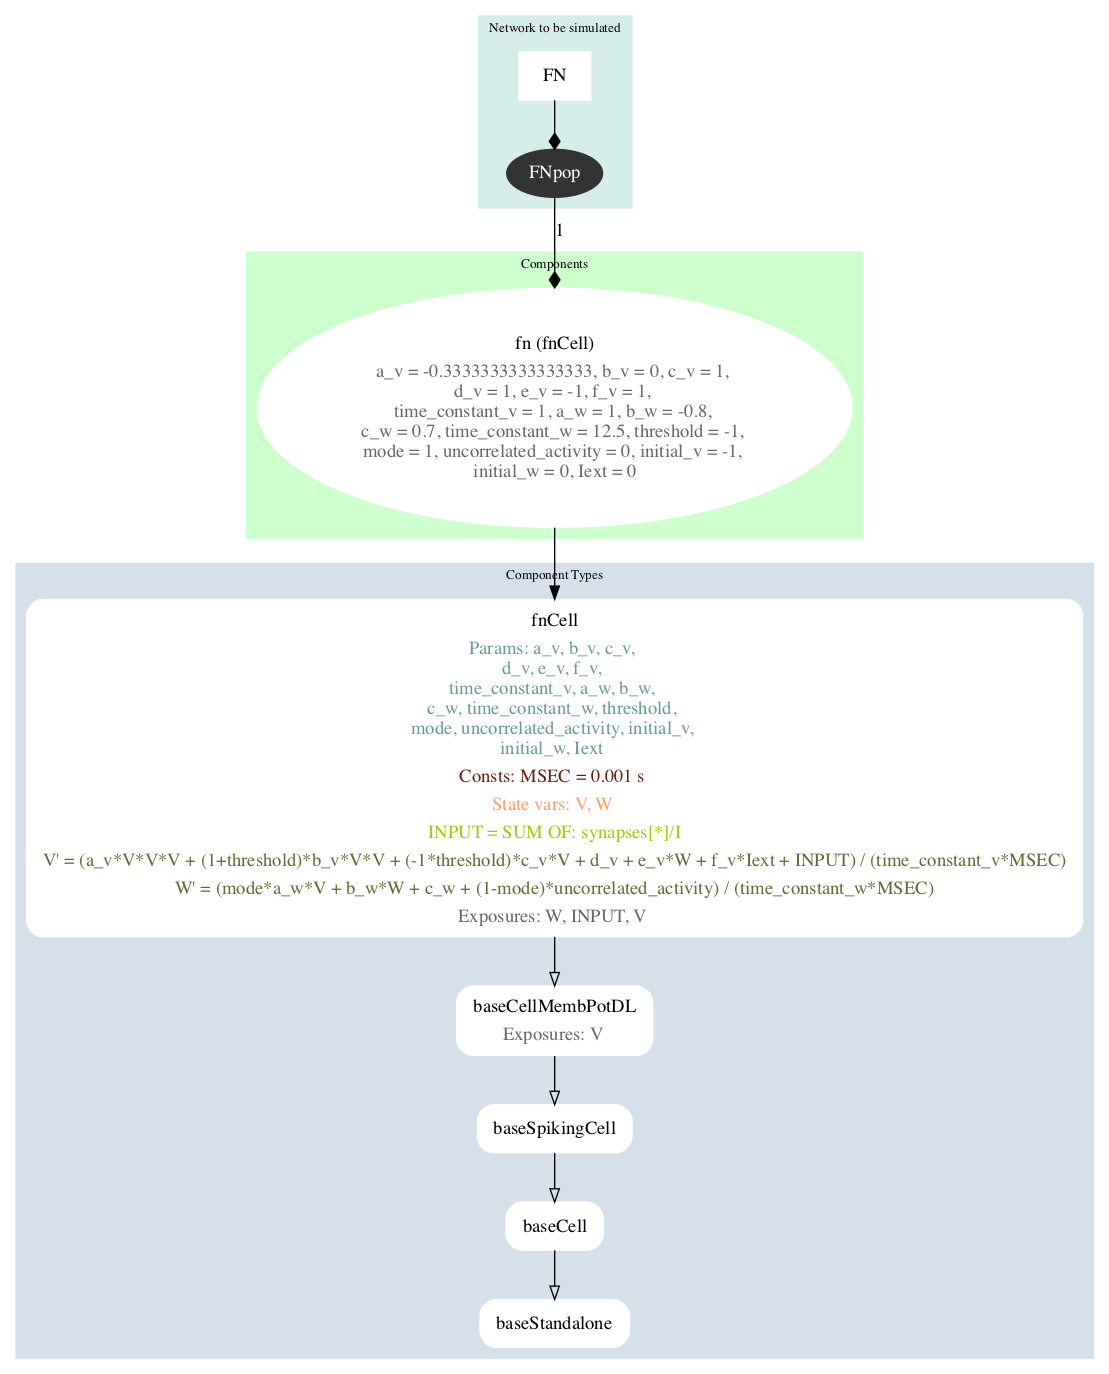 Network to be simulated
FN
FNpop
1
Components
fn (fnCell)
a_v = -0.3333333333333333, b_v = 0, c_v = 1,
d_v = 1, e_v = -1, f_v = 1,
time_constant_v = 1, a_w = 1, b_w = -0.8,
c_w = 0.7, time_constant_w = 12.5, threshold = -1,
mode = 1, uncorrelated_activity = 0, initial_v = -1,
initial_w = 0, Iext = 0
Component Types
fnCell
Params: a_v, b_v, c_v,
d_v, e_v, f_v,
time_constant_v, a_w, b_w,
c_w, time_constant_w, threshold,
mode, uncorrelated_activity, initial_v,
initial_w, Iext
Consts: MSEC = 0.001 s
State vars: V, W
INPUT = SUM OF: synapses[*]/I
V' = (a_v*V*V*V + (1+threshold)*b_v*V*V + (-1*threshold)*c_v*V + d_v + e_v*W + f_v*Iext + INPUT) / (time_constant_v*MSEC)
W' = (mode*a_w*V + b_w*W + c_w + (1-mode)*uncorrelated_activity) / (time_constant_w*MSEC)
Exposures: W, INPUT, V
baseCellMembPotDL
Exposures: V
baseSpikingCell
baseCell
baseStandalone